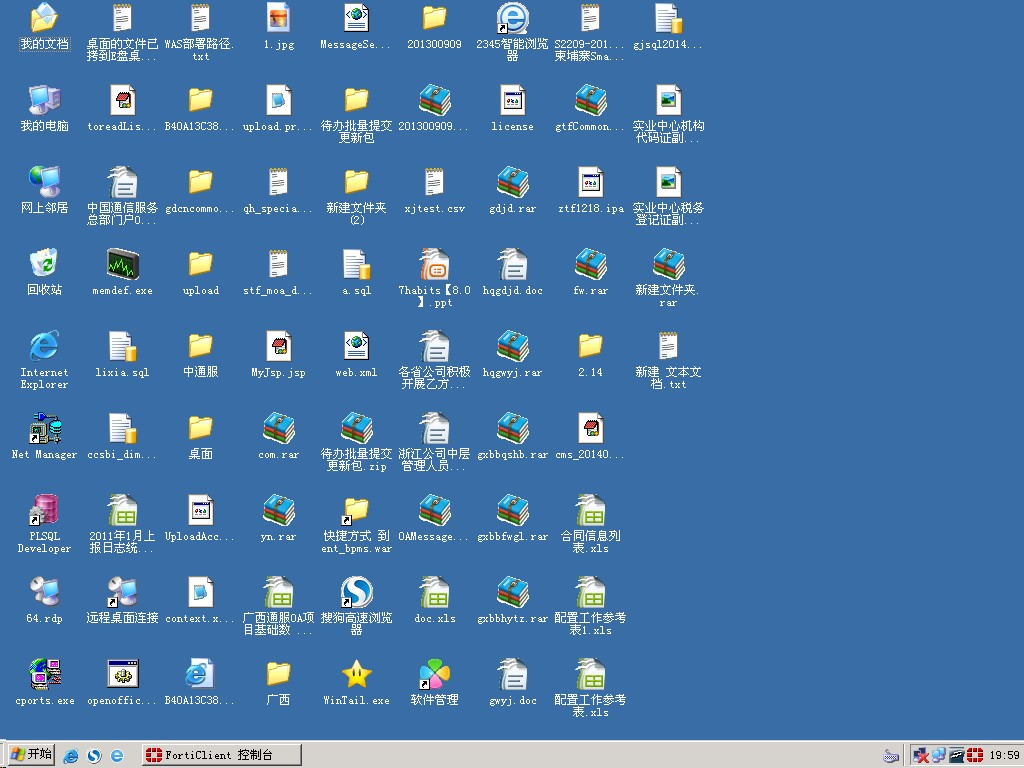 我的文档
桌面的文件已
拷到E盘桌...
WAS部署路径.
txt
1.jpg
MessageSe...
201300909
2345智能浏览
器
S2209-201...
柬埔寨Sma...
gjsql2014...
我的电脑
toreadLis...
B40A13C38...
upload.pr...
待办批量提交
更新包
201300909...
license
gtfCommon...
实业中心机构
代码证副...
网上邻居
中国通信服务
总部门户O...
gdcncommo...
qh_specia...
新建文件夹
(2)
xjtest.csv
gdjd.rar
ztf1218.ipa
实业中心税务
登记证副...
回收站
memdef.exe
upload
stf_moa_d...
a.sql
7habits【8.0
】.ppt
hqgdjd.doc
fw.rar
新建文件夹.
rar
Internet
Explorer
lixia.sql
中通服
MyJsp.jsp
web.xml
各省公司积极
开展乙方...
hqgwyj.rar
2.14
新建 文本文
档.txt
Net Manager
ccsbi_dim...
桌面
com.rar
待办批量提交
更新包.zip
浙江公司中层
管理人员...
gxbbqshb.rar
cms_20140...
PLSQL
Developer
2011年1月上
报日志统...
UploadAcc...
yn.rar
快捷方式 到
ent_bpms.war
OAMessage...
gxbbfwgl.rar
合同信息列
表.xls
64.rdp
远程桌面连接
context.x...
广西通服OA项
目基础数 ...
搜狗高速浏览
器
doc.xls
gxbbhytz.rar
配置工作参考
表1.xls
cports.exe
openoffic...
B40A13C38...
广西
WinTail.exe
软件管理
gwyj.doc
配置工作参考
表.xls
开始
FortiClient 控制台
19:59